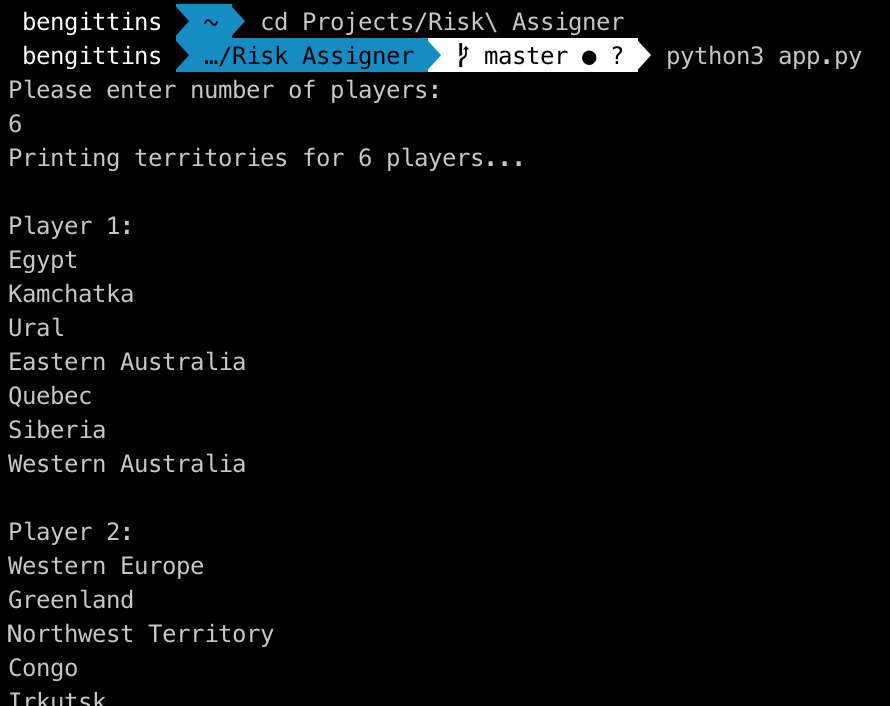 bengittins ~ cd Projects/Risk\ Assigner
bengittins …/Risk Assigner master ● ? python3 app.py
Please enter number of players:
6
Printing territories for 6 players...
Player 1:
Egypt
Kamchatka
Ural
Eastern Australia
Quebec
Siberia
Western Australia
Player 2:
Western Europe
Greenland
Northwest Territory
Congo
Irkutsk